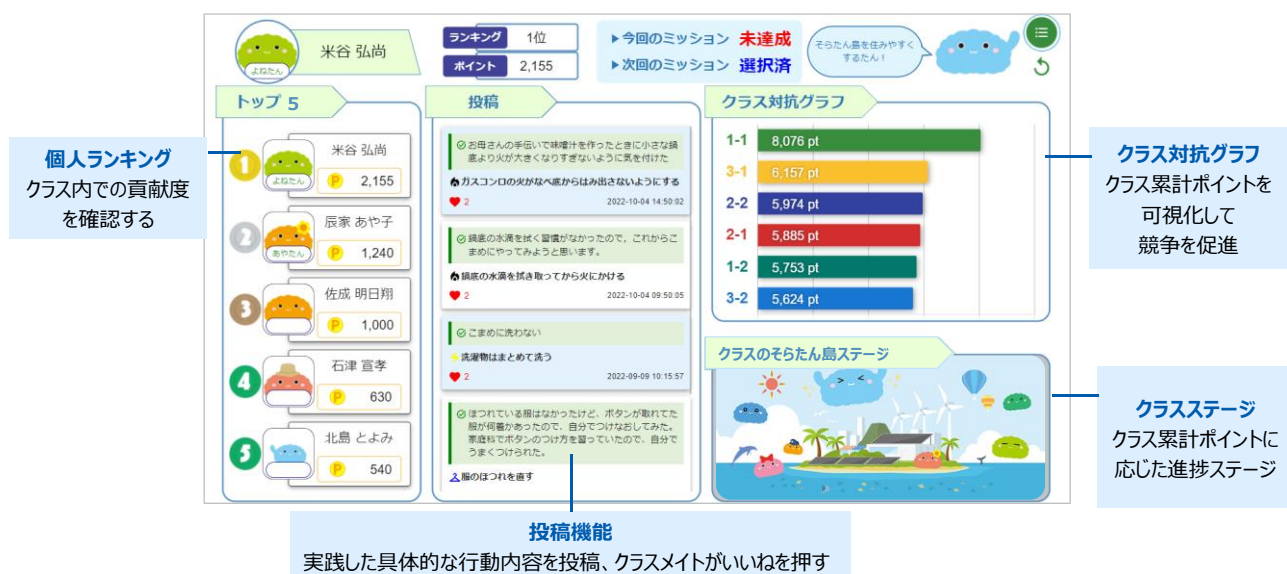 米谷 弘尚
よねたん
ランキング 1位
ポイント 2,155
▶今回のミッション 未達成
▶次回のミッション 選択済
そらたん島を住みやすく
するたん！
トップ 5
1
米谷 弘尚
よねたん
P 2,155
2
辰家 あや子
あやたん
P 1,240
3
佐成 明日翔
P 1,000
4
石津 宣孝
P 630
5
北島 とよみ
P 540
投稿
お母さんの手伝いで味噌汁を作ったときに小さな鍋
底より火が大きくなりすぎないように気を付けた
ガスコンロの火がなべ底からはみ出さないようにする
2 2022-10-04 14:50:02
鍋底の水滴を拭く習慣がなかったので，これからこ
まめにやってみようと思います。
鍋底の水滴を拭き取ってから火にかける
2 2022-10-04 09:50:05
こまめに洗わない
洗濯物はまとめて洗う
2 2022-09-09 10:15:57
ほつれている服はなかったけど、ボタンが取れてた
服が何着かあったので、自分でつけなおしてみた。
家庭科でボタンのつけ方を習っていたので、自分で
うまくつけられた。
服のほつれを直す
クラス対抗グラフ
1-1 8,076 pt
3-1 6,157 pt
2-2 5,974 pt
2-1 5,885 pt
1-2 5,753 pt
3-2 5,624 pt
クラスのそらたん島ステージ
個人ランキング
クラス内での貢献度
を確認する
クラス対抗グラフ
クラス累計ポイントを
可視化して
競争を促進
クラスステージ
クラス累計ポイントに
応じた進捗ステージ
投稿機能
実践した具体的な行動内容を投稿、クラスメイトがいいねを押す